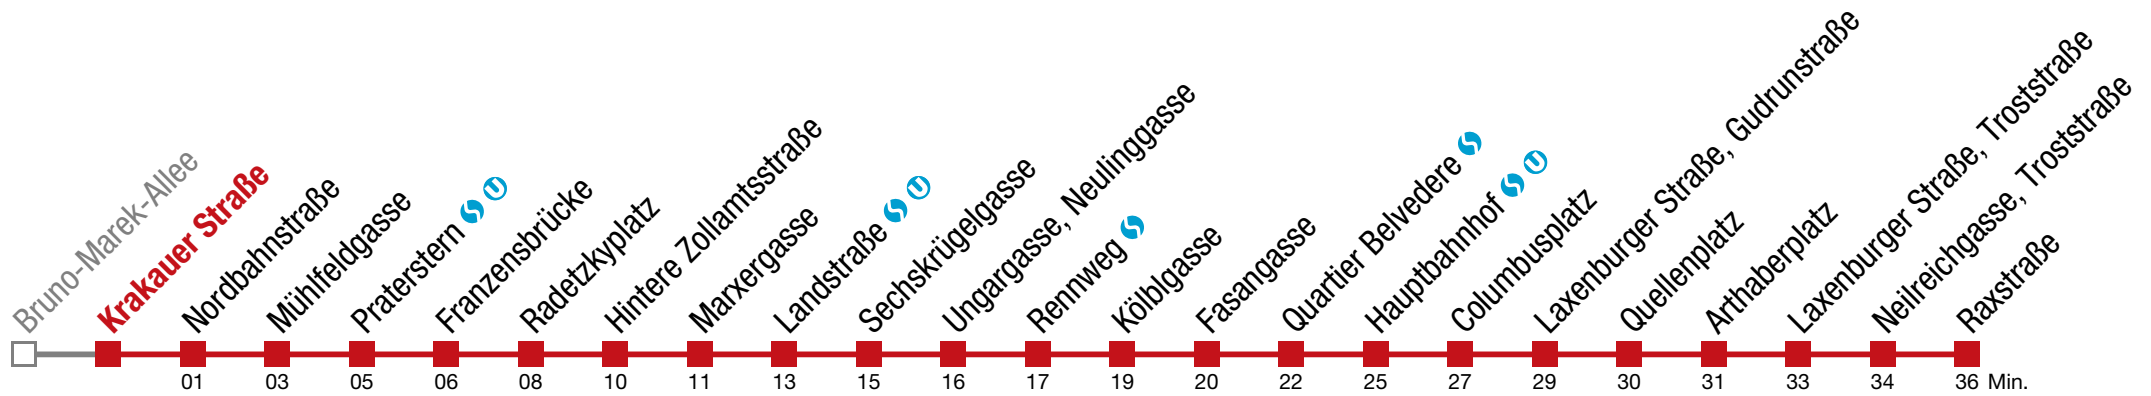 Bruno-Marek-Allee
Krakauer Straße
Nordbahnstraße
Mühlfeldgasse
Praterstern S U
Franzensbrücke
Radetzkyplatz
Hintere Zollamtsstraße
Marxergasse
Landstraße S U
Sechskrügelgasse
Ungargasse, Neulinggasse
Rennweg S
Kölblgasse
Fasangasse
Quartier Belvedere S
Hauptbahnhof S U
Columbusplatz
Laxenburger Straße, Gudrunstraße
Quellenplatz
Arthaberplatz
Laxenburger Straße, Troststraße
Neilreichgasse, Troststraße
Raxstraße
01 03 05 06 08 10 11 13 15 16 17 19 20 22 25 27 29 30 31 33 34 36 Min.